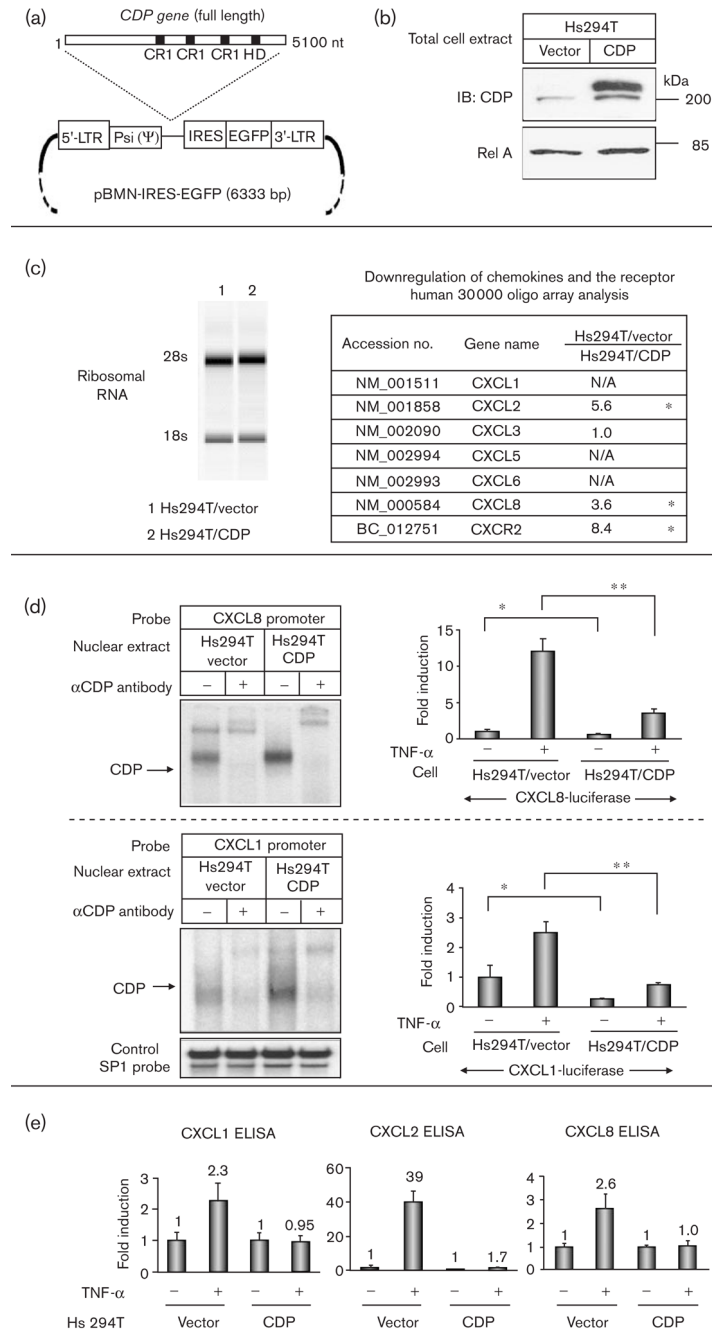 (a)
CDP gene (full length)
1
5100 nt
CR1 CR1 CR1 HD
5'-LTR Psi (Ψ) IRES EGFP 3'-LTR
pBMN-IRES-EGFP (6333 bp)
(b)
Hs294T
Total cell extract
Vector CDP
kDa
IB: CDP
200
85
Rel A
(c)
1 2
28s
Ribosomal
RNA
18s
1 Hs294T/vector
2 Hs294T/CDP
Downregulation of chemokines and the receptor
human 30 000 oligo array analysis
Accession no. Gene name Hs294T/vector
Hs294T/CDP
NM_001511 CXCL1 N/A
NM_001858 CXCL2 5.6 *
NM_002090 CXCL3 1.0
NM_002994 CXCL5 N/A
NM_002993 CXCL6 N/A
NM_000584 CXCL8 3.6 *
BC_012751 CXCR2 8.4 *
(d)
Probe CXCL8 promoter
Nuclear extract Hs294T vector Hs294T CDP
αCDP antibody − + − +
CDP
* **
Fold induction
15
10
5
0
TNF-α − + − +
Cell Hs294T/vector Hs294T/CDP
CXCL8-luciferase
Probe CXCL1 promoter
Nuclear extract Hs294T vector Hs294T CDP
αCDP antibody − + − +
CDP
Control
SP1 probe
* **
Fold induction
4
3
2
1
0
TNF-α − + − +
Cell Hs294T/vector Hs294T/CDP
CXCL1-luciferase
(e)
CXCL1 ELISA
Fold induction
3
2
1
0
1 2.3 1 0.95
TNF-α − + − +
Hs 294T Vector CDP
CXCL2 ELISA
60
40
20
0
1 39 1 1.7
− + − +
Vector CDP
CXCL8 ELISA
4
3
2
1
0
1 2.6 1 1.0
− + − +
Vector CDP